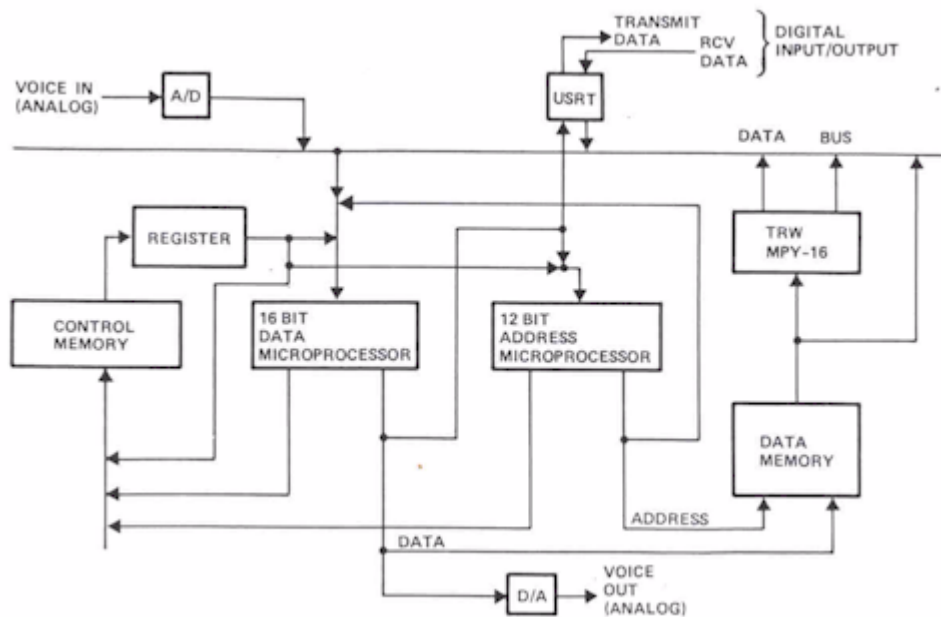 TRANSMIT
DATA
RCV
DATA
DIGITAL
INPUT/OUTPUT
VOICE IN
(ANALOG)
A/D
USRT
DATA BUS
REGISTER
TRW
MPY-16
CONTROL
MEMORY
16 BIT
DATA
MICROPROCESSOR
12 BIT
ADDRESS
MICROPROCESSOR
DATA
MEMORY
ADDRESS
DATA
D/A
VOICE
OUT
(ANALOG)